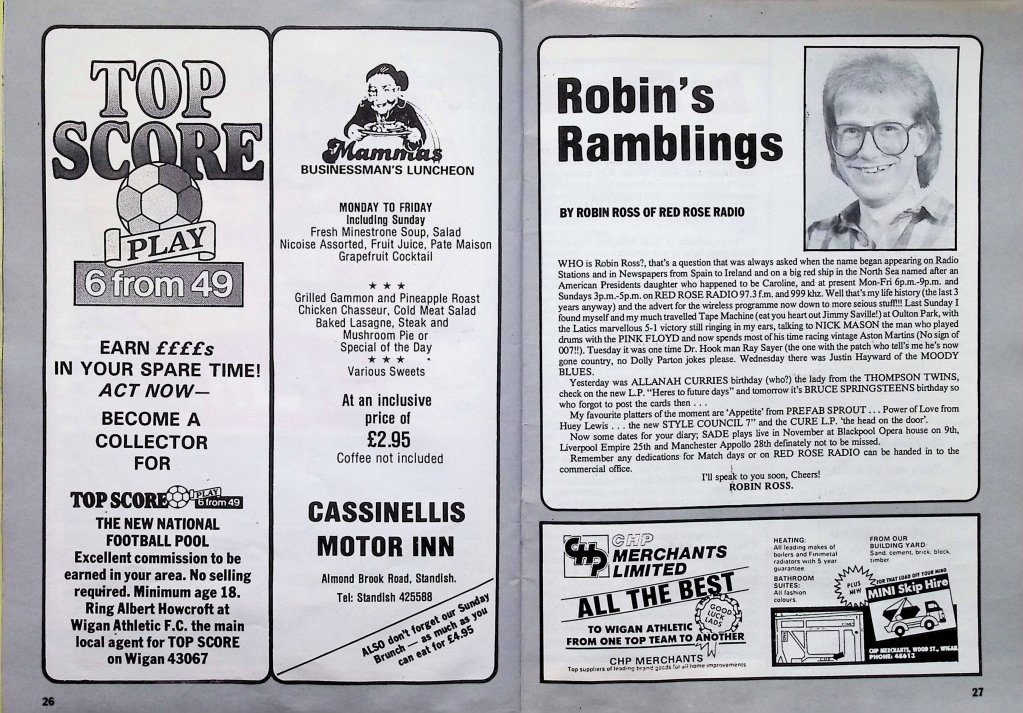 TOP
SCORE
PLAY
6 from 49
EARN ££££s
IN YOUR SPARE TIME!
ACT NOW—
BECOME A
COLLECTOR
FOR
TOP SCORE PLAY 6 from 49
THE NEW NATIONAL
FOOTBALL POOL
Excellent commission to be
earned in your area. No selling
required. Minimum age 18.
Ring Albert Howcroft at
Wigan Athletic F.C. the main
local agent for TOP SCORE
on Wigan 43067
26
Mammas
BUSINESSMAN'S LUNCHEON
MONDAY TO FRIDAY
Including Sunday
Fresh Minestrone Soup, Salad
Nicoise Assorted, Fruit Juice, Pate Maison
Grapefruit Cocktail
★ ★ ★
Grilled Gammon and Pineapple Roast
Chicken Chasseur, Cold Meat Salad
Baked Lasagne, Steak and
Mushroom Pie or
Special of the Day
★ ★ ★
Various Sweets
At an inclusive
price of
£2.95
Coffee not included
CASSINELLIS
MOTOR INN
Almond Brook Road, Standish.
Tel: Standish 425588
ALSO don't forget our Sunday
Brunch — as much as you
can eat for £4.95
Robin's
Ramblings
BY ROBIN ROSS OF RED ROSE RADIO
WHO is Robin Ross?, that's a question that was always asked when the name began appearing on Radio
Stations and in Newspapers from Spain to Ireland and on a big red ship in the North Sea named after an
American Presidents daughter who happened to be Caroline, and at present Mon-Fri 6p.m.-9p.m. and
Sundays 3p.m.-5p.m. on RED ROSE RADIO 97.3 f.m. and 999 khz. Well that's my life history (the last 3
years anyway) and the advert for the wireless programme now down to more seious stuff!!! Last Sunday I
found myself and my much travelled Tape Machine (eat you heart out Jimmy Saville!) at Oulton Park, with
the Latics marvellous 5-1 victory still ringing in my ears, talking to NICK MASON the man who played
drums with the PINK FLOYD and now spends most of his time racing vintage Aston Martins (No sign of
007!!). Tuesday it was one time Dr. Hook man Ray Sayer (the one with the patch who tell's me he's now
gone country, no Dolly Parton jokes please. Wednesday there was Justin Hayward of the MOODY
BLUES.
Yesterday was ALLANAH CURRIES birthday (who?) the lady from the THOMPSON TWINS,
check on the new L.P. "Heres to future days" and tomorrow it's BRUCE SPRINGSTEENS birthday so
who forgot to post the cards then . . .
My favourite platters of the moment are 'Appetite' from PREFAB SPROUT . . . Power of Love from
Huey Lewis . . . the new STYLE COUNCIL 7" and the CURE L.P. 'the head on the door'.
Now some dates for your diary; SADE plays live in November at Blackpool Opera house on 9th,
Liverpool Empire 25th and Manchester Appollo 28th definately not to be missed.
Remember any dedications for Match days or on RED ROSE RADIO can be handed in to the
commercial office.
I'll speak to you soon, Cheers!
ROBIN ROSS.
CHP
CHP
MERCHANTS
LIMITED
ALL THE BEST
GOOD
LUCK
LADS
TO WIGAN ATHLETIC
FROM ONE TOP TEAM TO ANOTHER
CHP MERCHANTS
Top suppliers of leading brand goods for all home improvements
HEATING:
All leading makes of
boilers and Finimetal
radiators with 5 year
guarantee
BATHROOM
SUITES:
All fashion
colours.
FROM OUR
BUILDING YARD:
Sand, cement, brick, block,
timber
PLUS
NEW
FOR THAT LOAD OFF YOUR MIND
MINI Skip Hire
CHP MERCHANTS, WOOD ST., WIGAN
PHONE: 48613
27